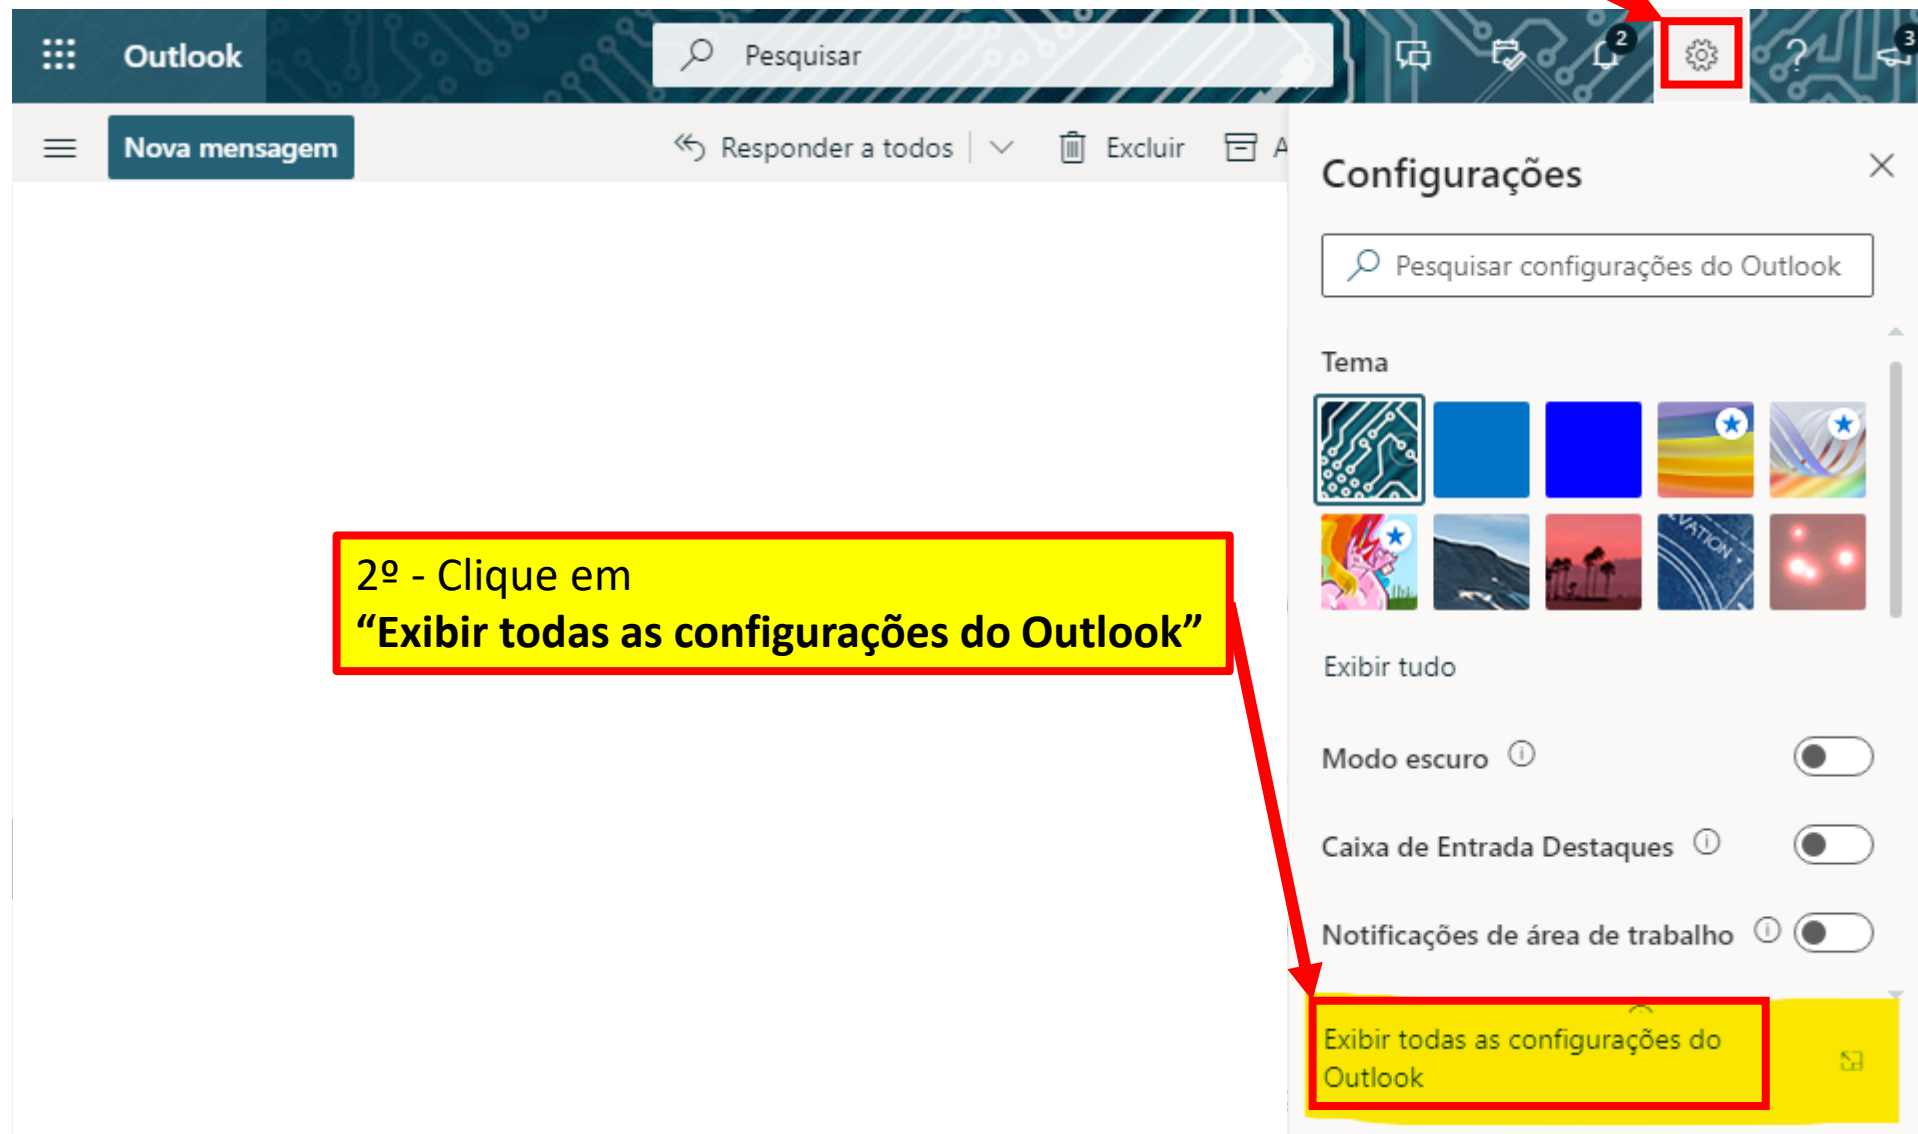 Outlook
Pesquisar
2
3
Nova mensagem
Responder a todos
Excluir
A
Configurações
Pesquisar configurações do Outlook
Tema
VATION
2º - Clique em
“Exibir todas as configurações do Outlook”
Exibir tudo
Modo escuro
Caixa de Entrada Destaques
Notificações de área de trabalho
Exibir todas as configurações do
Outlook